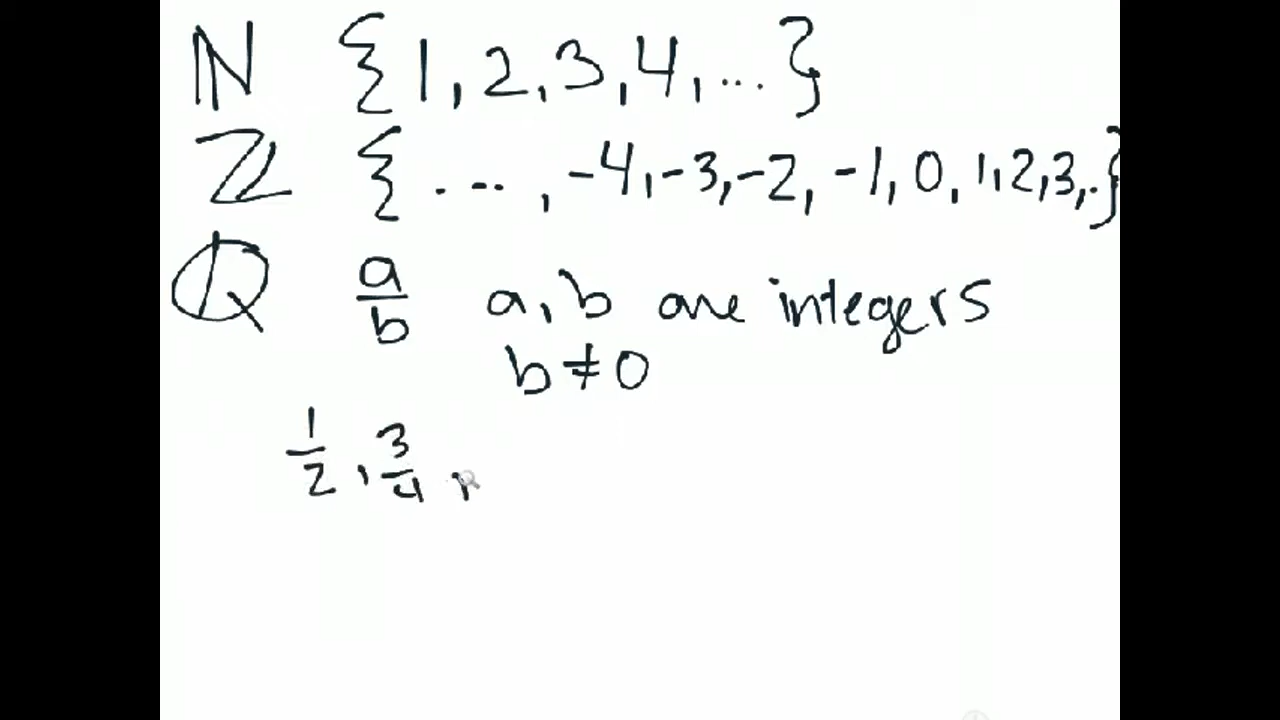 ℕ {1, 2, 3, 4, ...}
ℤ {..., -4, -3, -2, -1, 0, 1, 2, 3, .}
ℚ a/b a, b are integers
b ≠ 0
1/2, 3/4,